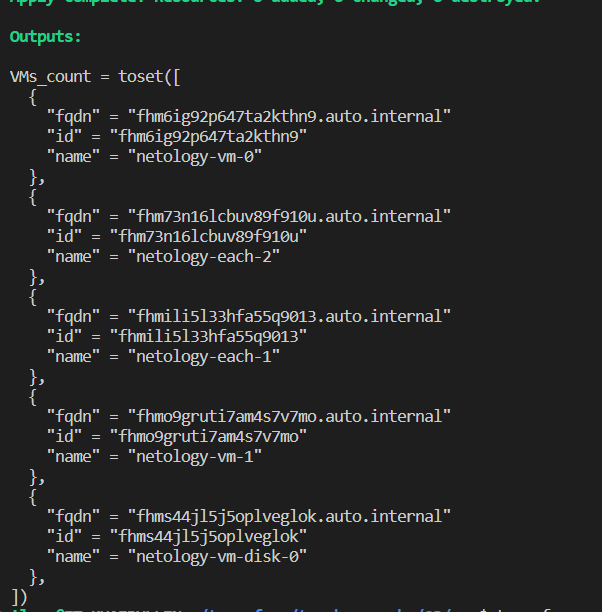 Outputs:
VMs_count = toset([
  {
    "fqdn" = "fhm6ig92p647ta2kthn9.auto.internal"
    "id" = "fhm6ig92p647ta2kthn9"
    "name" = "netology-vm-0"
  },
  {
    "fqdn" = "fhm73n16lcbuv89f910u.auto.internal"
    "id" = "fhm73n16lcbuv89f910u"
    "name" = "netology-each-2"
  },
  {
    "fqdn" = "fhmili5l33hfa55q9013.auto.internal"
    "id" = "fhmili5l33hfa55q9013"
    "name" = "netology-each-1"
  },
  {
    "fqdn" = "fhmo9gruti7am4s7v7mo.auto.internal"
    "id" = "fhmo9gruti7am4s7v7mo"
    "name" = "netology-vm-1"
  },
  {
    "fqdn" = "fhms44jl5j5oplveglok.auto.internal"
    "id" = "fhms44jl5j5oplveglok"
    "name" = "netology-vm-disk-0"
  },
])